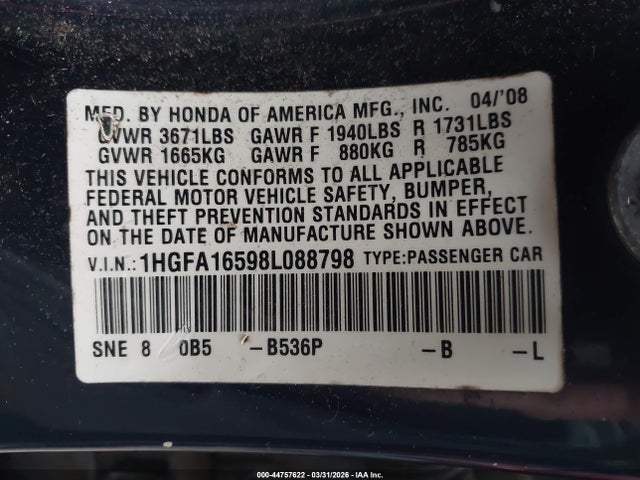 MFD. BY HONDA OF AMERICA MFG., INC. 04/'08
GVWR 3671LBS GAWR F 1940LBS R 1731LBS
GVWR 1665KG GAWR F 880KG R 785KG
THIS VEHICLE CONFORMS TO ALL APPLICABLE
FEDERAL MOTOR VEHICLE SAFETY, BUMPER,
AND THEFT PREVENTION STANDARDS IN EFFECT
ON THE DATE OF MANUFACTURE SHOWN ABOVE.
V.I.N.:1HGFA16598L088798 TYPE:PASSENGER CAR
SNE 8 0B5 -B536P -B -L
000-44757622 - 03/31/2026 - IAA Inc.